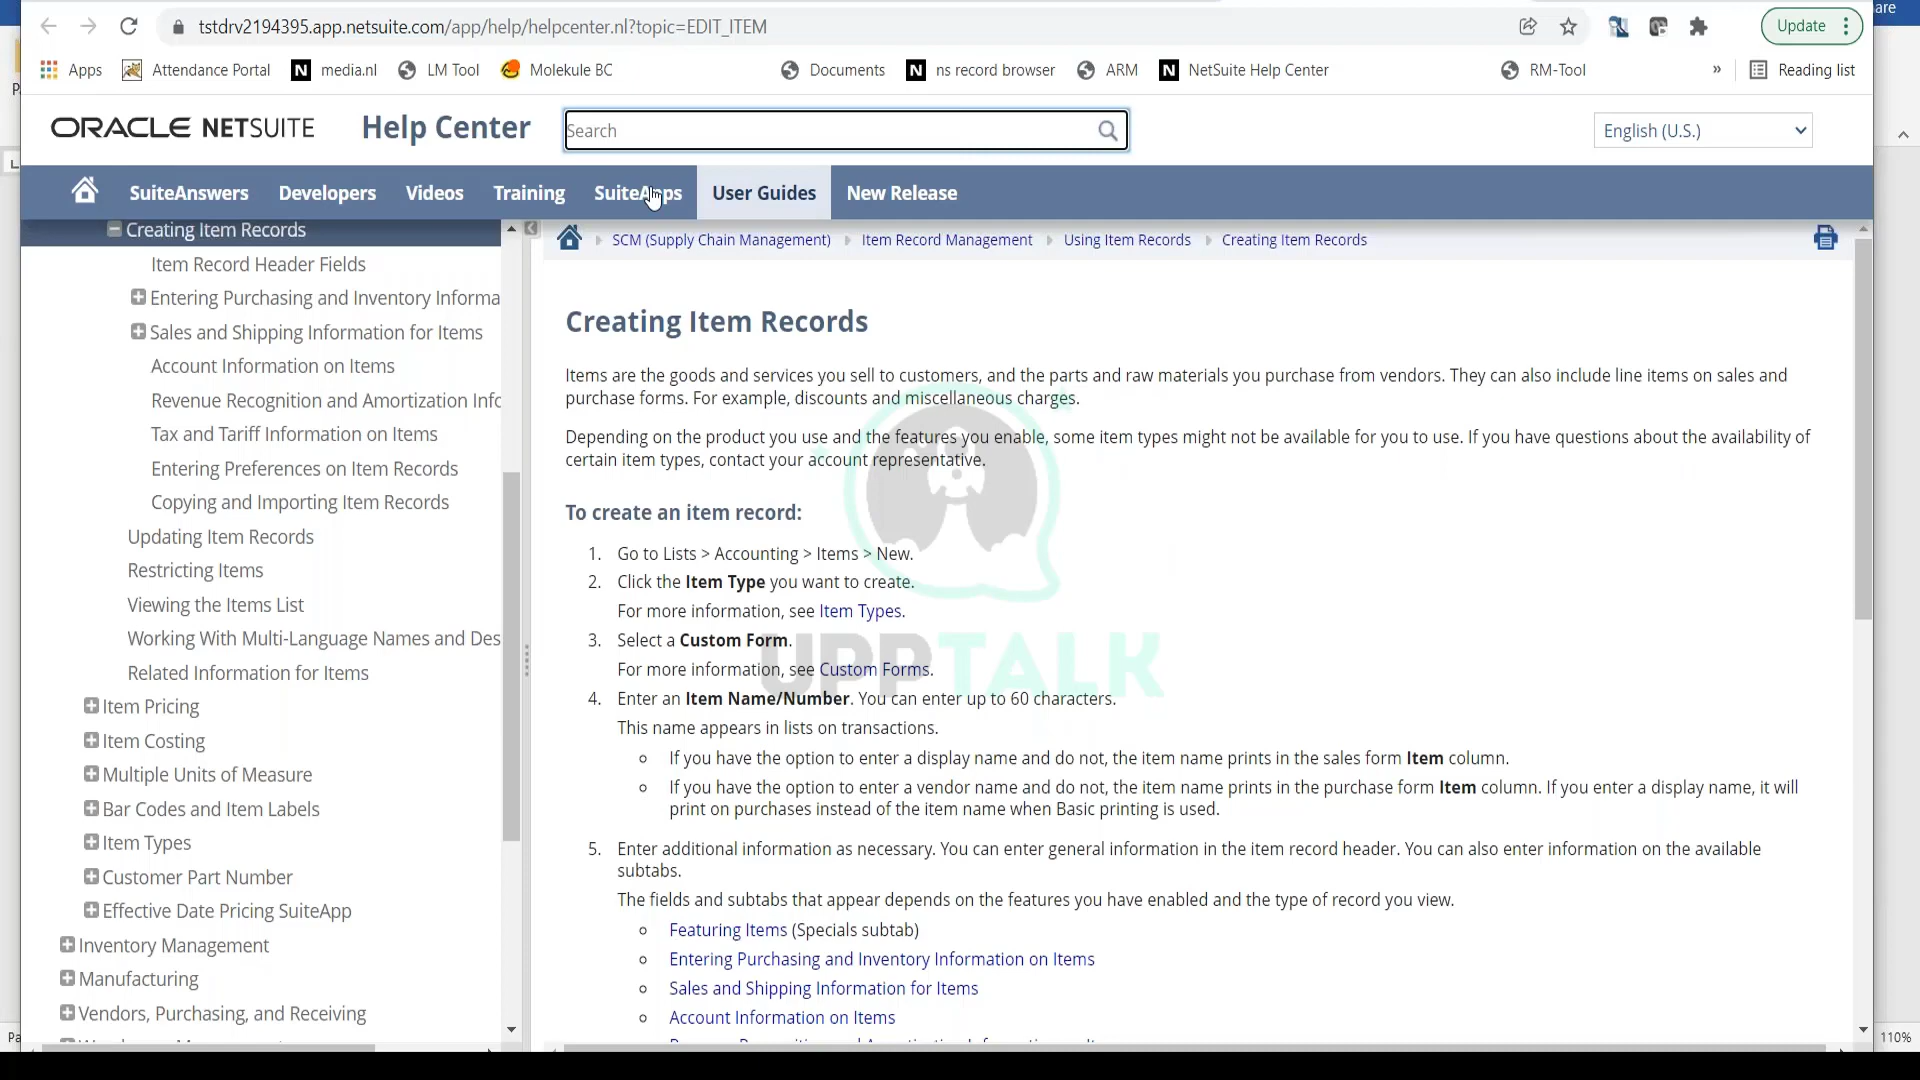 are
tstdrv2194395.app.netsuite.com/app/help/helpcenter.nl?topic=EDIT_ITEM
Update
Apps Attendance Portal media.nl LM Tool Molekule BC Documents ns record browser ARM NetSuite Help Center RM-Tool » Reading list
ORACLE NETSUITE Help Center Search English (U.S.)
SuiteAnswers Developers Videos Training SuiteApps User Guides New Release
Creating Item Records
Item Record Header Fields
Entering Purchasing and Inventory Informa
Sales and Shipping Information for Items
Account Information on Items
Revenue Recognition and Amortization Info
Tax and Tariff Information on Items
Entering Preferences on Item Records
Copying and Importing Item Records
Updating Item Records
Restricting Items
Viewing the Items List
Working With Multi-Language Names and Des
Related Information for Items
Item Pricing
Item Costing
Multiple Units of Measure
Bar Codes and Item Labels
Item Types
Customer Part Number
Effective Date Pricing SuiteApp
Inventory Management
Manufacturing
Vendors, Purchasing, and Receiving
SCM (Supply Chain Management) Item Record Management Using Item Records Creating Item Records
Creating Item Records
Items are the goods and services you sell to customers, and the parts and raw materials you purchase from vendors. They can also include line items on sales and
purchase forms. For example, discounts and miscellaneous charges.
Depending on the product you use and the features you enable, some item types might not be available for you to use. If you have questions about the availability of
certain item types, contact your account representative.
To create an item record:
1. Go to Lists > Accounting > Items > New.
2. Click the Item Type you want to create.
For more information, see Item Types.
3. Select a Custom Form.
For more information, see Custom Forms.
UPPTALK
4. Enter an Item Name/Number. You can enter up to 60 characters.
This name appears in lists on transactions.
If you have the option to enter a display name and do not, the item name prints in the sales form Item column.
If you have the option to enter a vendor name and do not, the item name prints in the purchase form Item column. If you enter a display name, it will
print on purchases instead of the item name when Basic printing is used.
5. Enter additional information as necessary. You can enter general information in the item record header. You can also enter information on the available
subtabs.
The fields and subtabs that appear depends on the features you have enabled and the type of record you view.
Featuring Items (Specials subtab)
Entering Purchasing and Inventory Information on Items
Sales and Shipping Information for Items
Account Information on Items
110%